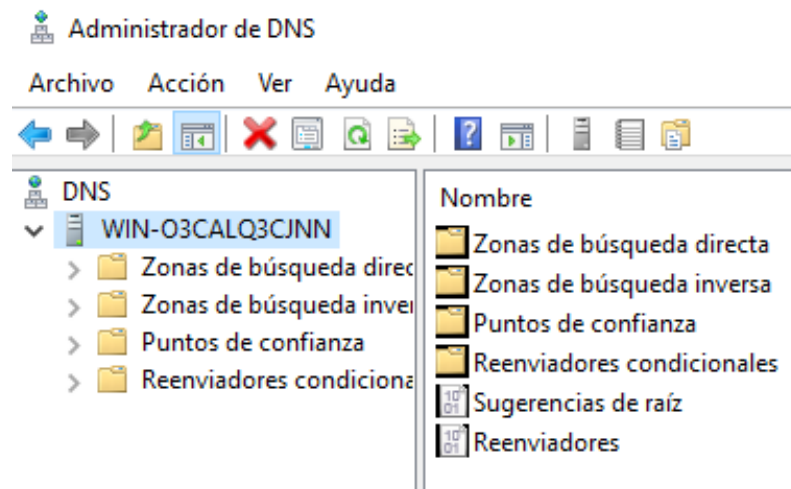 Administrador de DNS
Archivo Acción Ver Ayuda
DNS
WIN-O3CALQ3CJNN
Zonas de búsqueda direc
Zonas de búsqueda inver
Puntos de confianza
Reenviadores condiciona
Nombre
Zonas de búsqueda directa
Zonas de búsqueda inversa
Puntos de confianza
Reenviadores condicionales
Sugerencias de raíz
Reenviadores